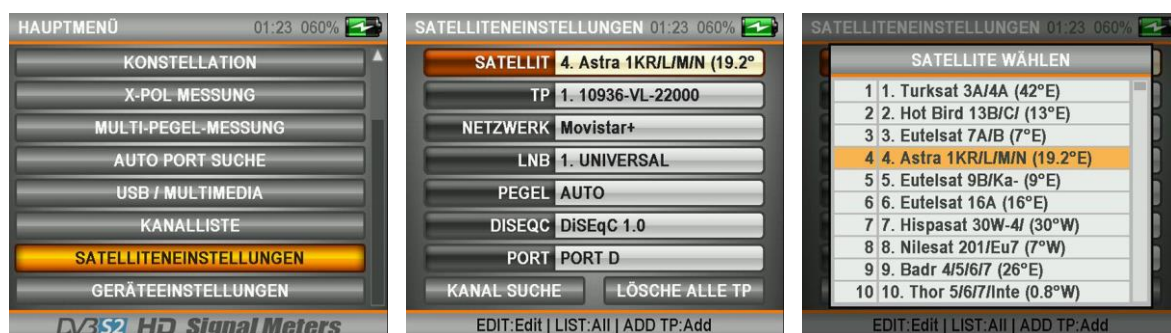 HAUPTMENÜ 01:23 060%
KONSTELLATION
X-POL MESSUNG
MULTI-PEGEL-MESSUNG
AUTO PORT SUCHE
USB / MULTIMEDIA
KANALLISTE
SATELLITENEINSTELLUNGEN
GERÄTEEINSTELLUNGEN
DVB S2 HD Signal Meters
SATELLITENEINSTELLUNGEN 01:23 060%
SATELLIT 4. Astra 1KR/L/M/N (19.2°
TP 1. 10936-VL-22000
NETZWERK Movistar+
LNB 1. UNIVERSAL
PEGEL AUTO
DISEQC DiSEqC 1.0
PORT PORT D
KANAL SUCHE LÖSCHE ALLE TP
EDIT:Edit | LIST:All | ADD TP:Add
SATELLITENEINSTELLUNGEN 01:23 060%
SATELLITE WÄHLEN
1 1. Turksat 3A/4A (42°E)
2 2. Hot Bird 13B/C/ (13°E)
3 3. Eutelsat 7A/B (7°E)
4 4. Astra 1KR/L/M/N (19.2°E)
5 5. Eutelsat 9B/Ka- (9°E)
6 6. Eutelsat 16A (16°E)
7 7. Hispasat 30W-4/ (30°W)
8 8. Nilesat 201/Eu7 (7°W)
9 9. Badr 4/5/6/7 (26°E)
10 10. Thor 5/6/7/Inte (0.8°W)
EDIT:Edit | LIST:All | ADD TP:Add